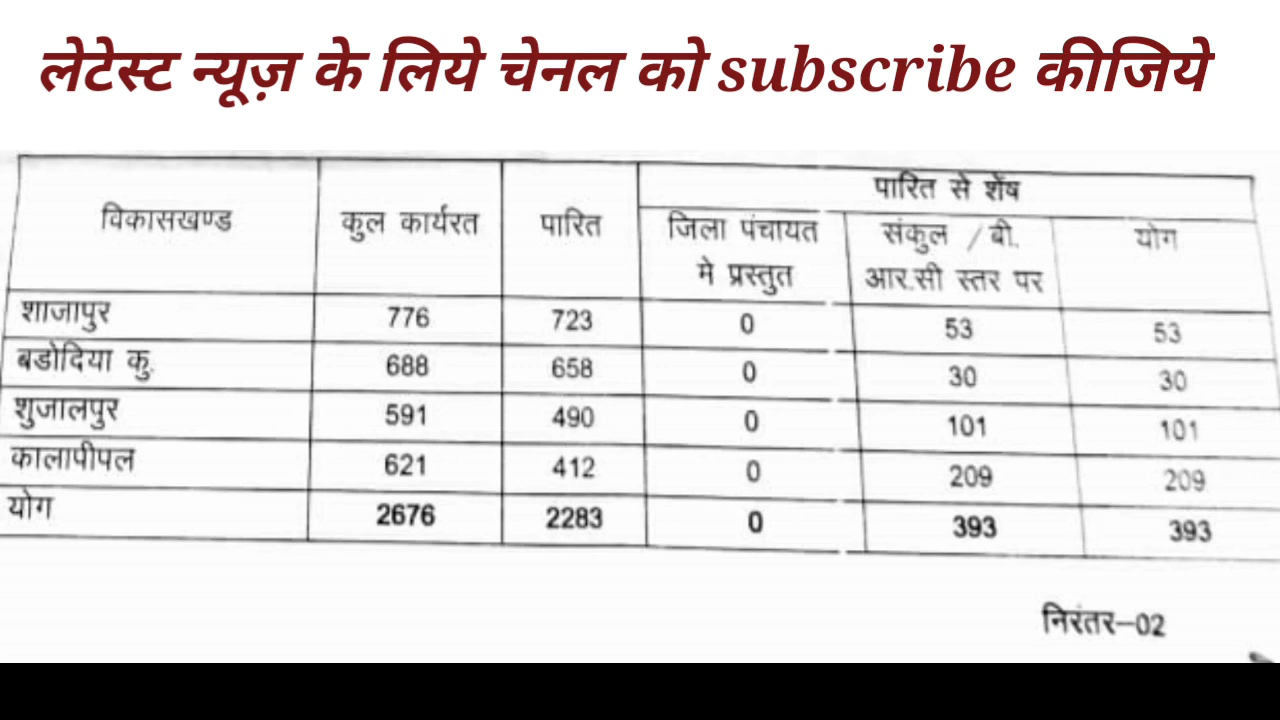 लेटेस्ट न्यूज़ के लिये चेनल को subscribe कीजिये
विकासखण्ड कुल कार्यरत पारित पारित से शेंष
जिला पंचायत मे प्रस्तुत संकुल / बी. आर.सी स्तर पर योग
शाजापुर 776 723 0 53 53
बडोदिया कु. 688 658 0 30 30
शुजालपुर 591 490 0 101 101
कालापीपल 621 412 0 209 209
योग 2676 2283 0 393 393
निरंतर–02